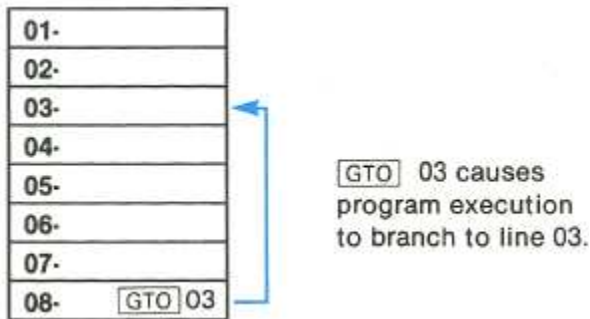 01-
02-
03-
04-
05-
06-
07-
08- GTO 03
GTO 03 causes
program execution
to branch to line 03.